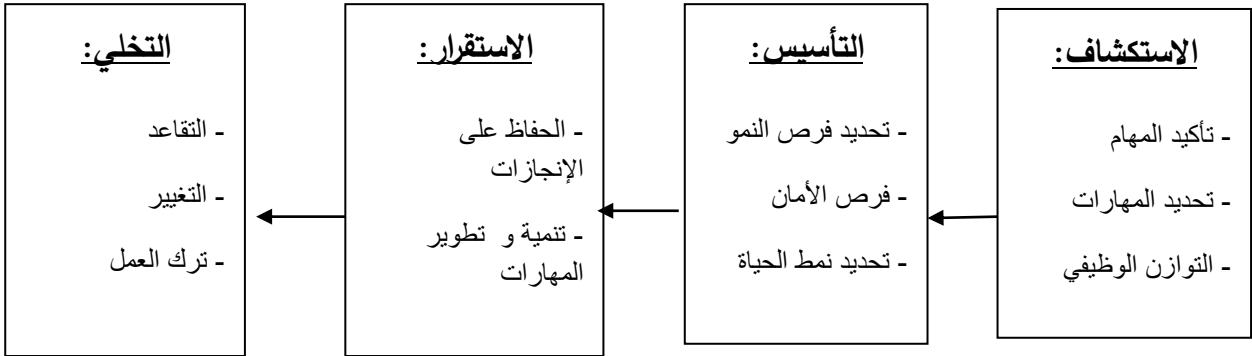 الاستكشاف:
- تأكيد المهام
- تحديد المهارات
- التوازن الوظيفي
التأسيس:
- تحديد فرص النمو
- فرص الأمان
- تحديد نمط الحياة
الاستقرار:
- الحفاظ على
الإنجازات
- تنمية و تطوير
المهارات
التخلي:
- التقاعد
- التغيير
- ترك العمل